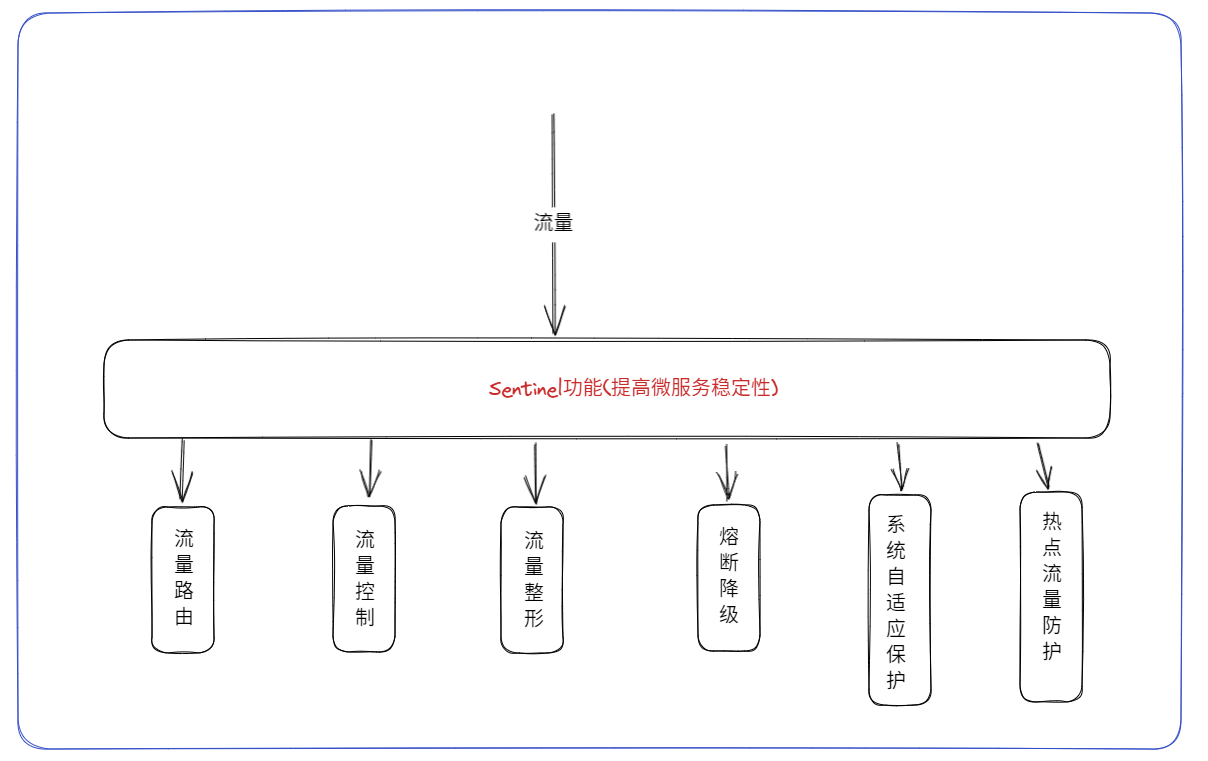 流量
Sentinel功能(提高微服务稳定性)
流量路由
流量控制
流量整形
熔断降级
系统自适应保护
热点流量防护